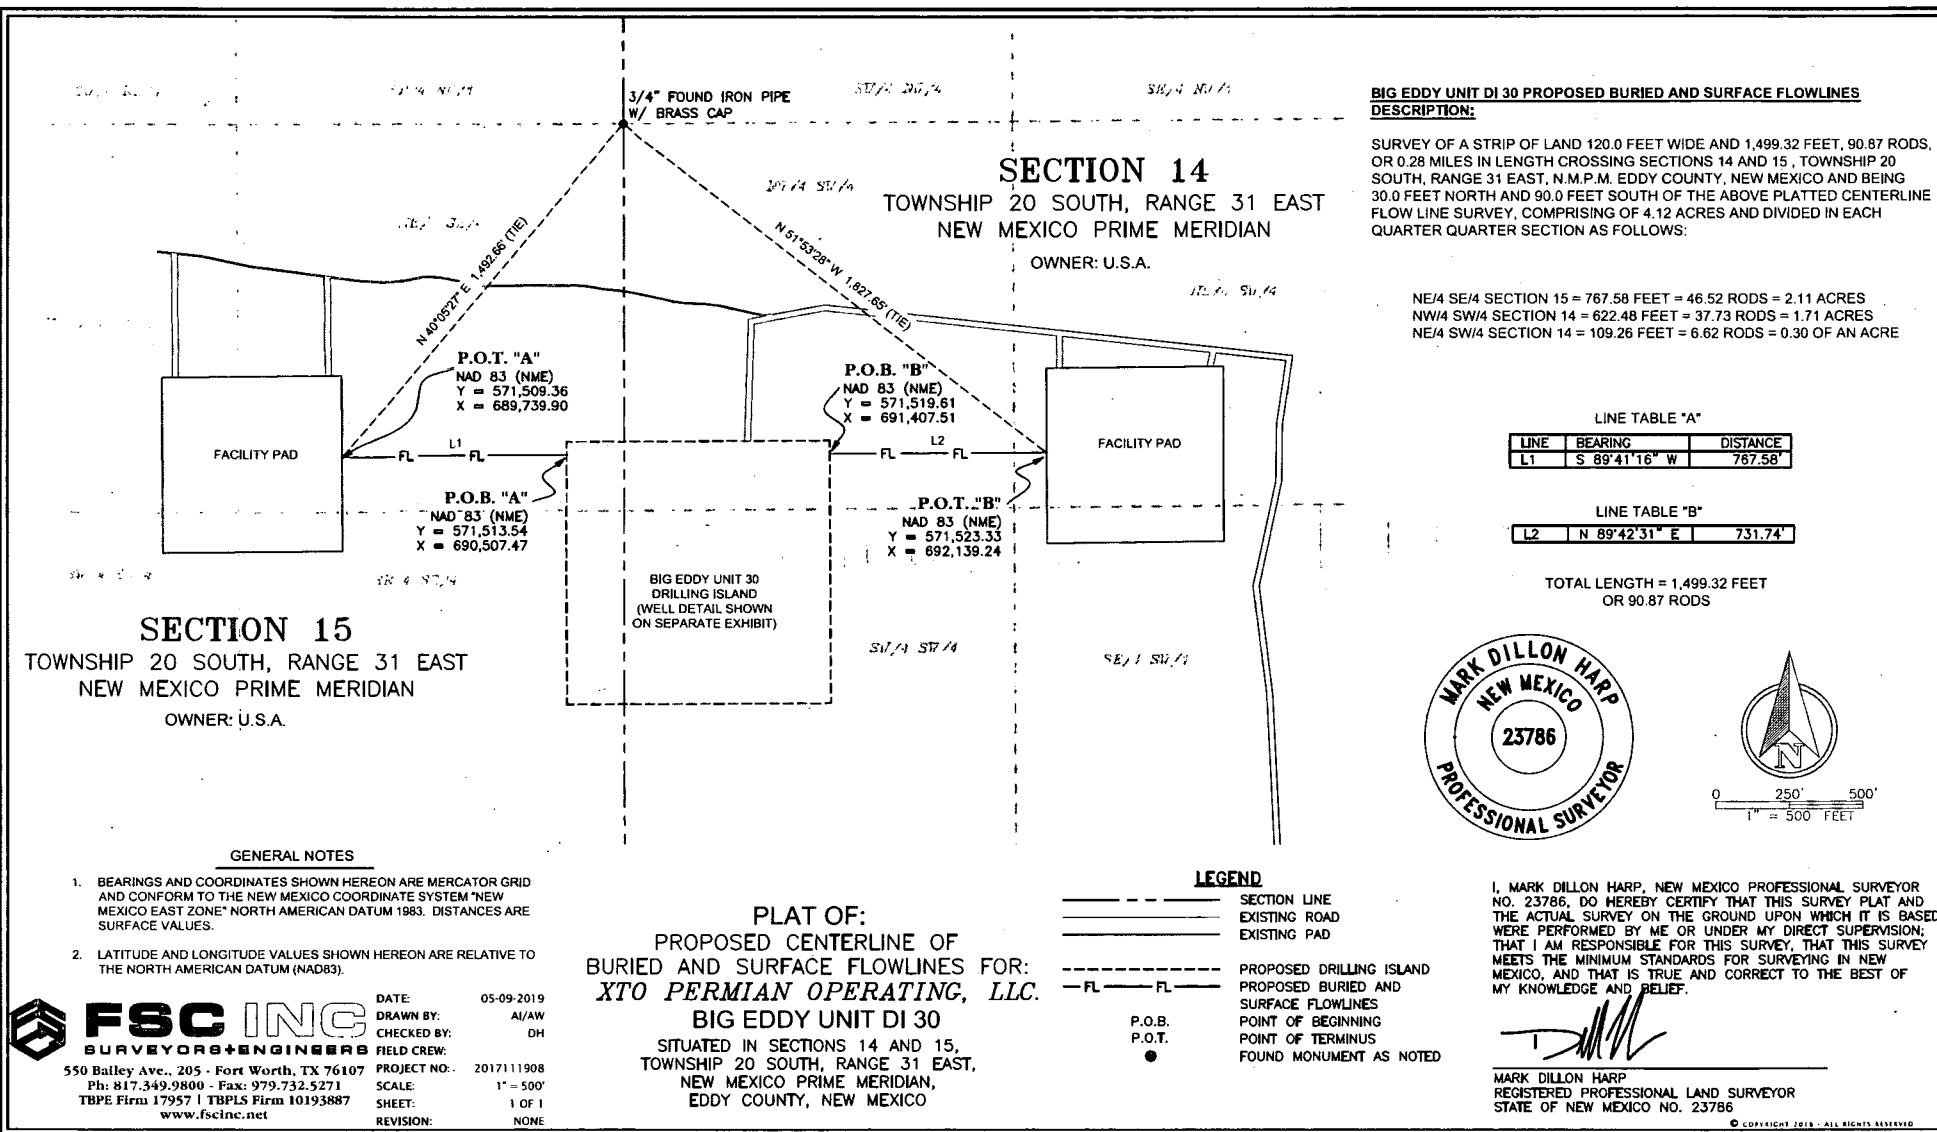 3/4" FOUND IRON PIPE
W/ BRASS CAP
SW/4 NW/4
SE/4 NW/4
SECTION 14
TOWNSHIP 20 SOUTH, RANGE 31 EAST
NEW MEXICO PRIME MERIDIAN
OWNER: U.S.A.
N 40°05'27" E 1,492.66' (TIE)
N 51°53'28" W 1,827.65' (TIE)
P.O.T. "A"
NAD 83 (NME)
Y = 571,509.36
X = 689,739.90
P.O.B. "B"
NAD 83 (NME)
Y = 571,519.61
X = 691,407.51
FACILITY PAD
L1
FL FL
L2
FL FL
FACILITY PAD
P.O.B. "A"
NAD 83 (NME)
Y = 571,513.54
X = 690,507.47
P.O.T. "B"
NAD 83 (NME)
Y = 571,523.33
X = 692,139.24
BIG EDDY UNIT 30
DRILLING ISLAND
(WELL DETAIL SHOWN
ON SEPARATE EXHIBIT)
SW/4 SW/4
SE/4 SW/4
SECTION 15
TOWNSHIP 20 SOUTH, RANGE 31 EAST
NEW MEXICO PRIME MERIDIAN
OWNER: U.S.A.
BIG EDDY UNIT DI 30 PROPOSED BURIED AND SURFACE FLOWLINES
DESCRIPTION:
SURVEY OF A STRIP OF LAND 120.0 FEET WIDE AND 1,499.32 FEET, 90.87 RODS,
OR 0.28 MILES IN LENGTH CROSSING SECTIONS 14 AND 15 , TOWNSHIP 20
SOUTH, RANGE 31 EAST, N.M.P.M. EDDY COUNTY, NEW MEXICO AND BEING
30.0 FEET NORTH AND 90.0 FEET SOUTH OF THE ABOVE PLATTED CENTERLINE
FLOW LINE SURVEY, COMPRISING OF 4.12 ACRES AND DIVIDED IN EACH
QUARTER QUARTER SECTION AS FOLLOWS:
NE/4 SE/4 SECTION 15 = 767.58 FEET = 46.52 RODS = 2.11 ACRES
NW/4 SW/4 SECTION 14 = 622.48 FEET = 37.73 RODS = 1.71 ACRES
NE/4 SW/4 SECTION 14 = 109.26 FEET = 6.62 RODS = 0.30 OF AN ACRE
LINE TABLE "A"
LINE BEARING DISTANCE
L1 S 89°41'16" W 767.58'
LINE TABLE "B"
L2 N 89°42'31" E 731.74'
TOTAL LENGTH = 1,499.32 FEET
OR 90.87 RODS
MARK DILLON HARP
NEW MEXICO
23786
PROFESSIONAL SURVEYOR
N
0 250' 500'
1" = 500 FEET
GENERAL NOTES
1. BEARINGS AND COORDINATES SHOWN HEREON ARE MERCATOR GRID
AND CONFORM TO THE NEW MEXICO COORDINATE SYSTEM "NEW
MEXICO EAST ZONE" NORTH AMERICAN DATUM 1983. DISTANCES ARE
SURFACE VALUES.
2. LATITUDE AND LONGITUDE VALUES SHOWN HEREON ARE RELATIVE TO
THE NORTH AMERICAN DATUM (NAD83).
FSC INC
SURVEYORS+ENGINEERS
550 Bailey Ave., 205 - Fort Worth, TX 76107
Ph: 817.349.9800 - Fax: 979.732.5271
TBPE Firm 17957 | TBPLS Firm 10193887
www.fscinc.net
DATE: 05-09-2019
DRAWN BY: AI/AW
CHECKED BY: DH
FIELD CREW:
PROJECT NO.: 2017111908
SCALE: 1" = 500'
SHEET: 1 OF 1
REVISION: NONE
PLAT OF:
PROPOSED CENTERLINE OF
BURIED AND SURFACE FLOWLINES FOR:
XTO PERMIAN OPERATING, LLC.
BIG EDDY UNIT DI 30
SITUATED IN SECTIONS 14 AND 15,
TOWNSHIP 20 SOUTH, RANGE 31 EAST,
NEW MEXICO PRIME MERIDIAN,
EDDY COUNTY, NEW MEXICO
LEGEND
SECTION LINE
EXISTING ROAD
EXISTING PAD
PROPOSED DRILLING ISLAND
FL FL PROPOSED BURIED AND
SURFACE FLOWLINES
P.O.B. POINT OF BEGINNING
P.O.T. POINT OF TERMINUS
FOUND MONUMENT AS NOTED
I, MARK DILLON HARP, NEW MEXICO PROFESSIONAL SURVEYOR
NO. 23786, DO HEREBY CERTIFY THAT THIS SURVEY PLAT AND
THE ACTUAL SURVEY ON THE GROUND UPON WHICH IT IS BASED
WERE PERFORMED BY ME OR UNDER MY DIRECT SUPERVISION;
THAT I AM RESPONSIBLE FOR THIS SURVEY, THAT THIS SURVEY
MEETS THE MINIMUM STANDARDS FOR SURVEYING IN NEW
MEXICO, AND THAT IS TRUE AND CORRECT TO THE BEST OF
MY KNOWLEDGE AND BELIEF.
MARK DILLON HARP
REGISTERED PROFESSIONAL LAND SURVEYOR
STATE OF NEW MEXICO NO. 23786
© COPYRIGHT 2018 - ALL RIGHTS RESERVED